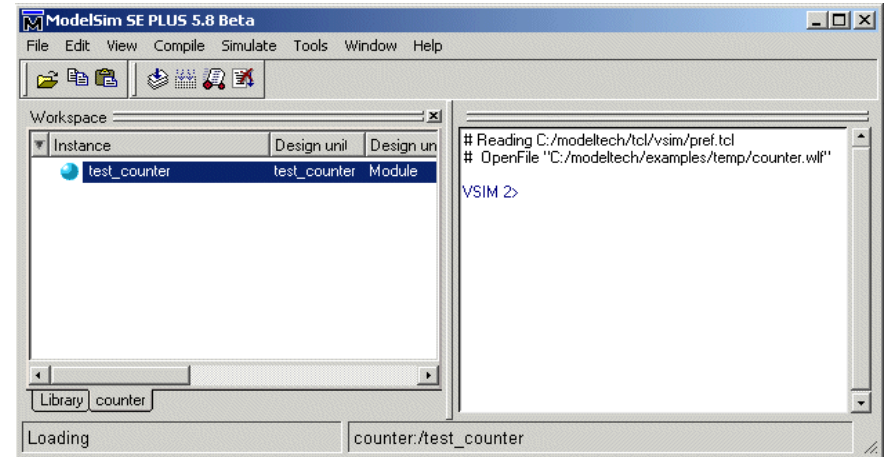 ModelSim SE PLUS 5.8 Beta
File Edit View Compile Simulate Tools Window Help
Workspace
Instance Design unil Design un
test_counter test_counter Module
Library counter
# Reading C:/modeltech/tcl/vsim/pref.tcl
# OpenFile "C:/modeltech/examples/temp/counter.wlf"
VSIM 2>
Loading counter:/test_counter